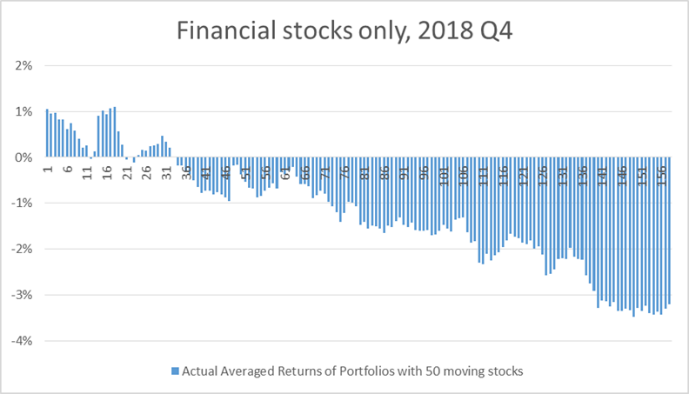 Financial stocks only, 2018 Q4
2%
1%
0%
-1%
-2%
-3%
-4%
1 6 11 16 21 26 31 36 41 46 51 56 61 66 71 76 81 86 91 96 101 106 111 116 121 126 131 136 141 146 151 156
Actual Averaged Returns of Portfolios with 50 moving stocks